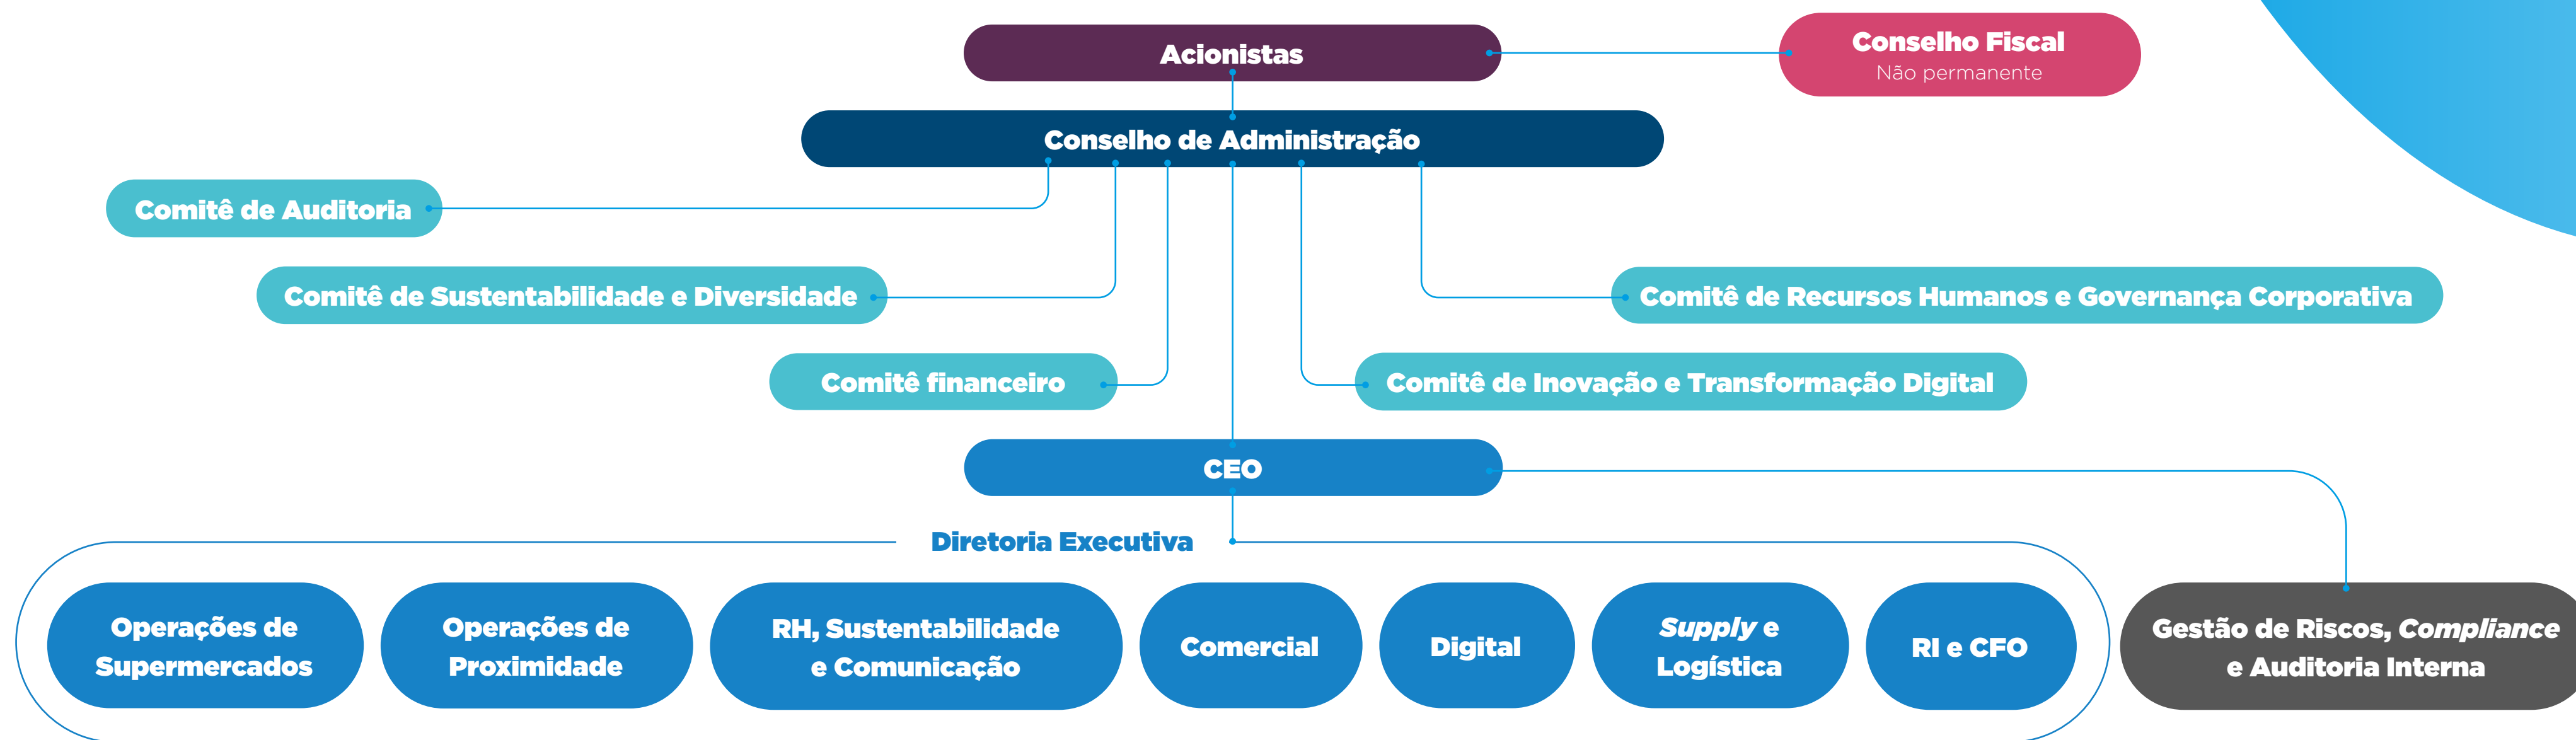 Acionistas
Conselho Fiscal
Não permanente
Conselho de Administração
Comitê de Auditoria
Comitê de Sustentabilidade e Diversidade
Comitê de Recursos Humanos e Governança Corporativa
Comitê financeiro
Comitê de Inovação e Transformação Digital
CEO
Diretoria Executiva
Operações de
Supermercados
Operações de
Proximidade
RH, Sustentabilidade
e Comunicação
Comercial
Digital
Supply e
Logística
RI e CFO
Gestão de Riscos, Compliance
e Auditoria Interna